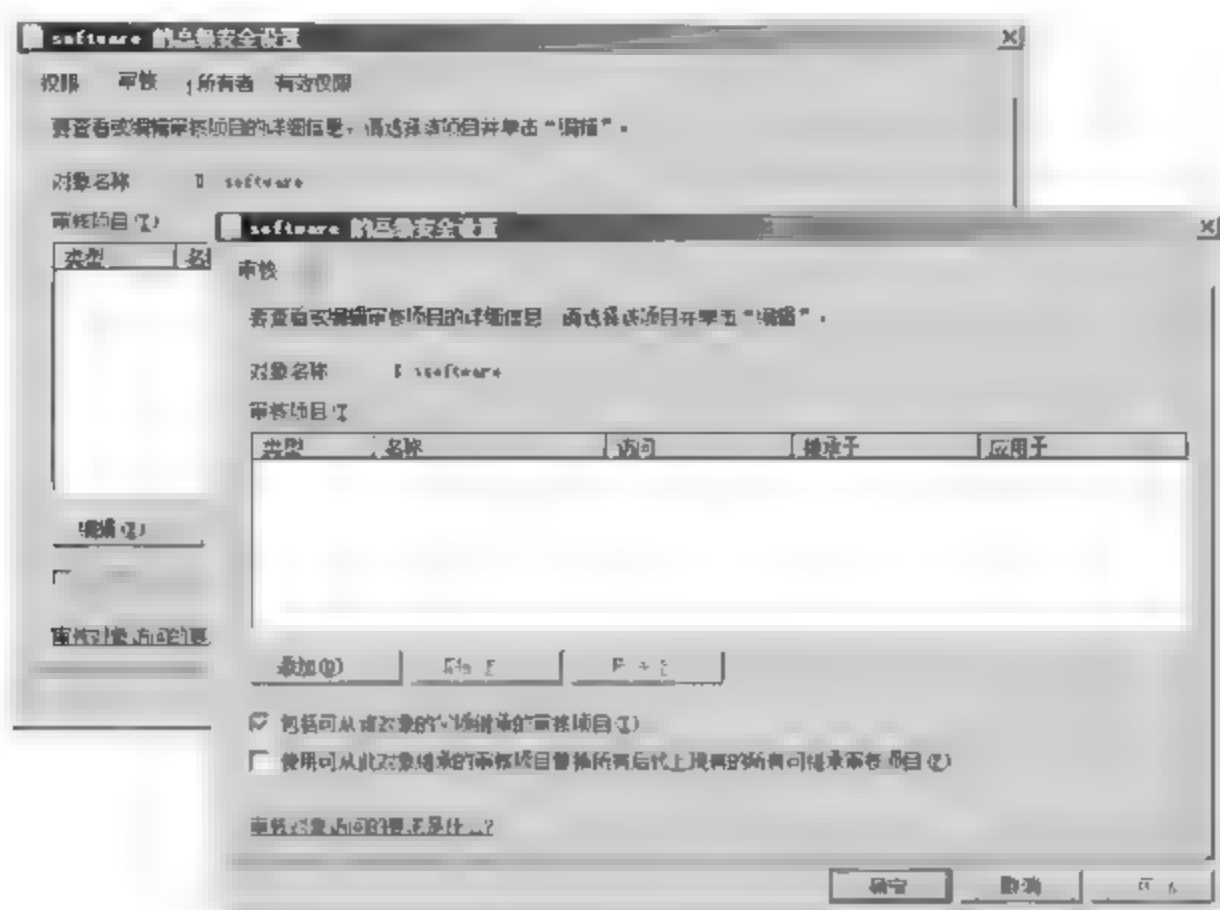 software 的高级安全设置
权限 审核 所有者 有效权限
要查看或编辑审核项目的详细信息，请选择该项目并单击“编辑”。
对象名称 software
审核项目(T)
类型
编辑(E)
审核对象访问的要
software 的高级安全设置
审核
要查看或编辑审核项目的详细信息，请选择该项目并单击“编辑”。
对象名称
审核项目(T
类型 名称 访问 继承于 应用于
添加(D)
包括可从该对象的父项继承的审核项目(I)
使用可从此对象继承的审核项目替换所有后代上现有的所有可继承审核项目(P)
审核对象访问的要求是什...?
确定 取消